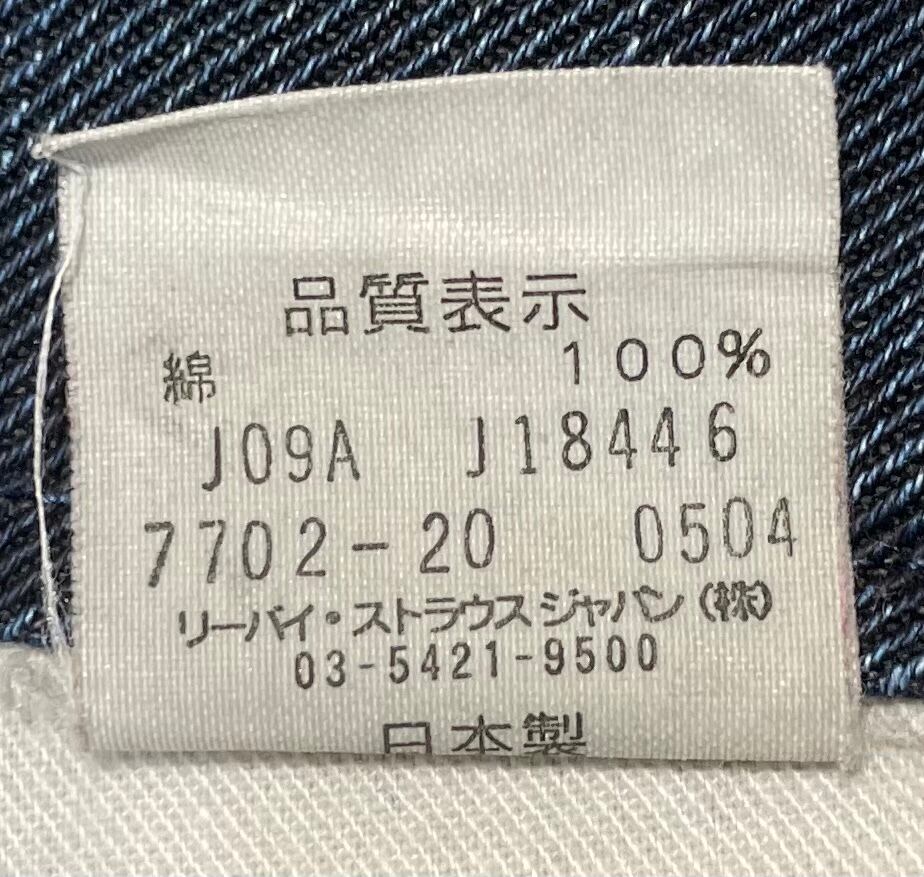 品質表示
綿 100%
J09A J18446
7702-20 0504
リーバイ・ストラウス ジャパン(株)
03-5421-9500
日本製